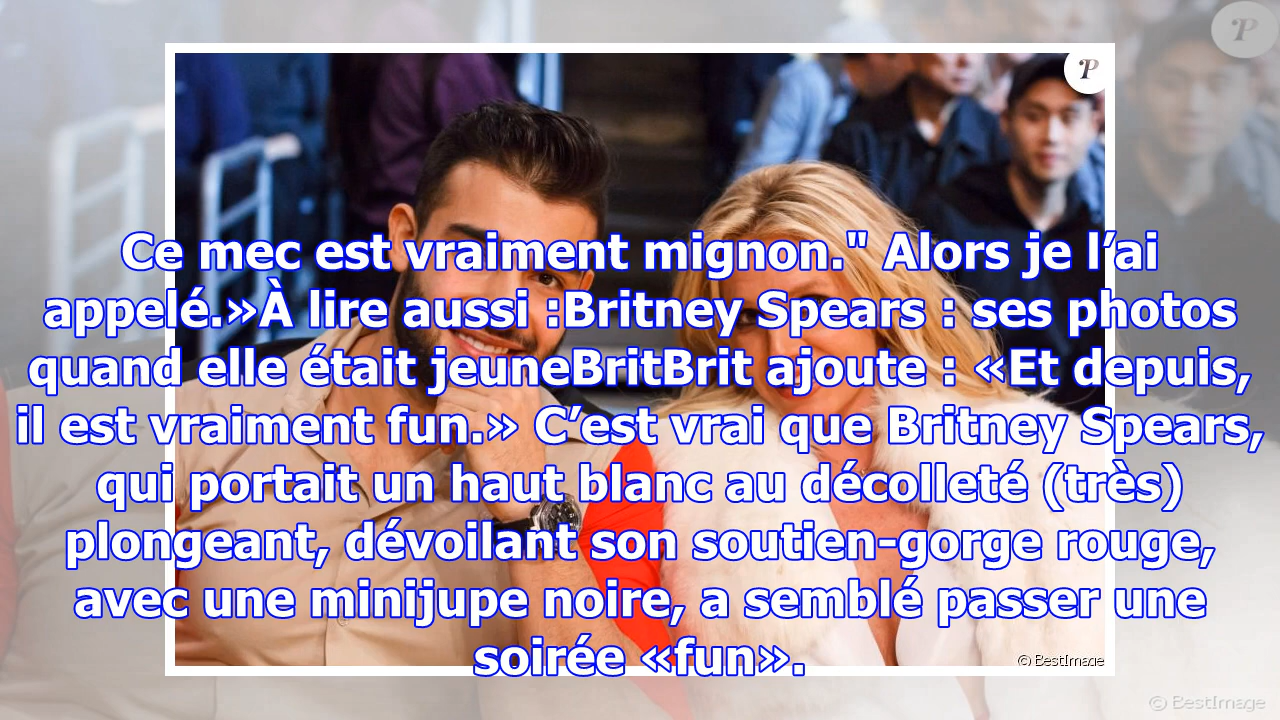 P
P
Ce mec est vraiment mignon." Alors je l’ai
appelé.»À lire aussi :Britney Spears : ses photos
quand elle était jeuneBritBrit ajoute : «Et depuis,
il est vraiment fun.» C’est vrai que Britney Spears,
qui portait un haut blanc au décolleté (très)
plongeant, dévoilant son soutien-gorge rouge,
avec une minijupe noire, a semblé passer une
soirée «fun».
© BestImage
© BestImage